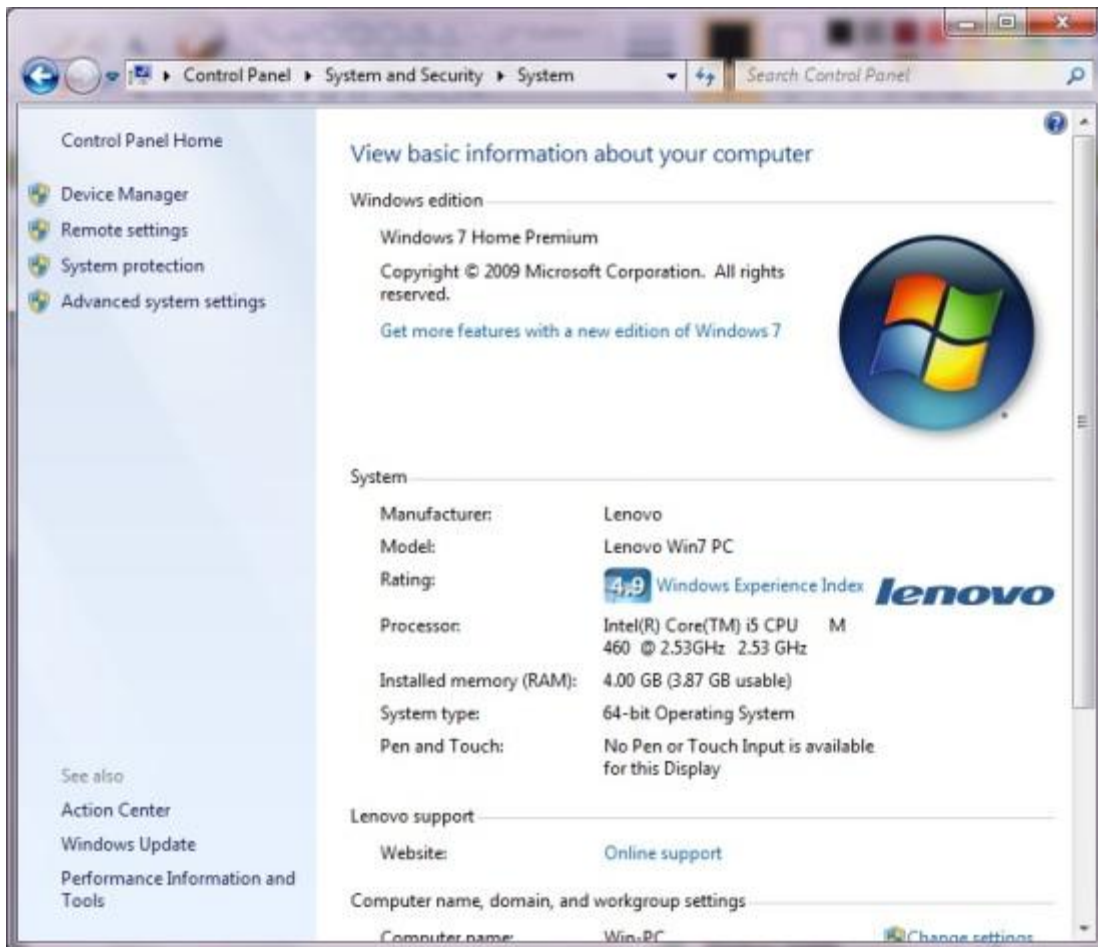 Control Panel ▸ System and Security ▸ System
Search Control Panel
Control Panel Home
Device Manager
Remote settings
System protection
Advanced system settings
See also
Action Center
Windows Update
Performance Information and
Tools
View basic information about your computer
Windows edition
Windows 7 Home Premium
Copyright © 2009 Microsoft Corporation. All rights
reserved.
Get more features with a new edition of Windows 7
System
Manufacturer: Lenovo
Model: Lenovo Win7 PC
Rating: 4.9 Windows Experience Index
lenovo
Processor: Intel(R) Core(TM) i5 CPU M
460 @ 2.53GHz 2.53 GHz
Installed memory (RAM): 4.00 GB (3.87 GB usable)
System type: 64-bit Operating System
Pen and Touch: No Pen or Touch Input is available
for this Display
Lenovo support
Website: Online support
Computer name, domain, and workgroup settings
Computer name: Win-PC Change settings